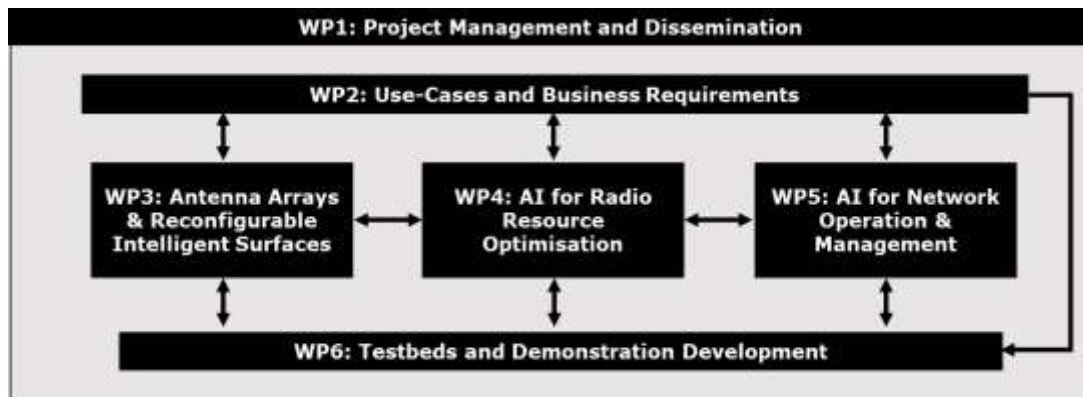 WP1: Project Management and Dissemination
WP2: Use-Cases and Business Requirements
WP3: Antenna Arrays
& Reconfigurable
Intelligent Surfaces
WP4: AI for Radio
Resource
Optimisation
WP5: AI for Network
Operation &
Management
WP6: Testbeds and Demonstration Development